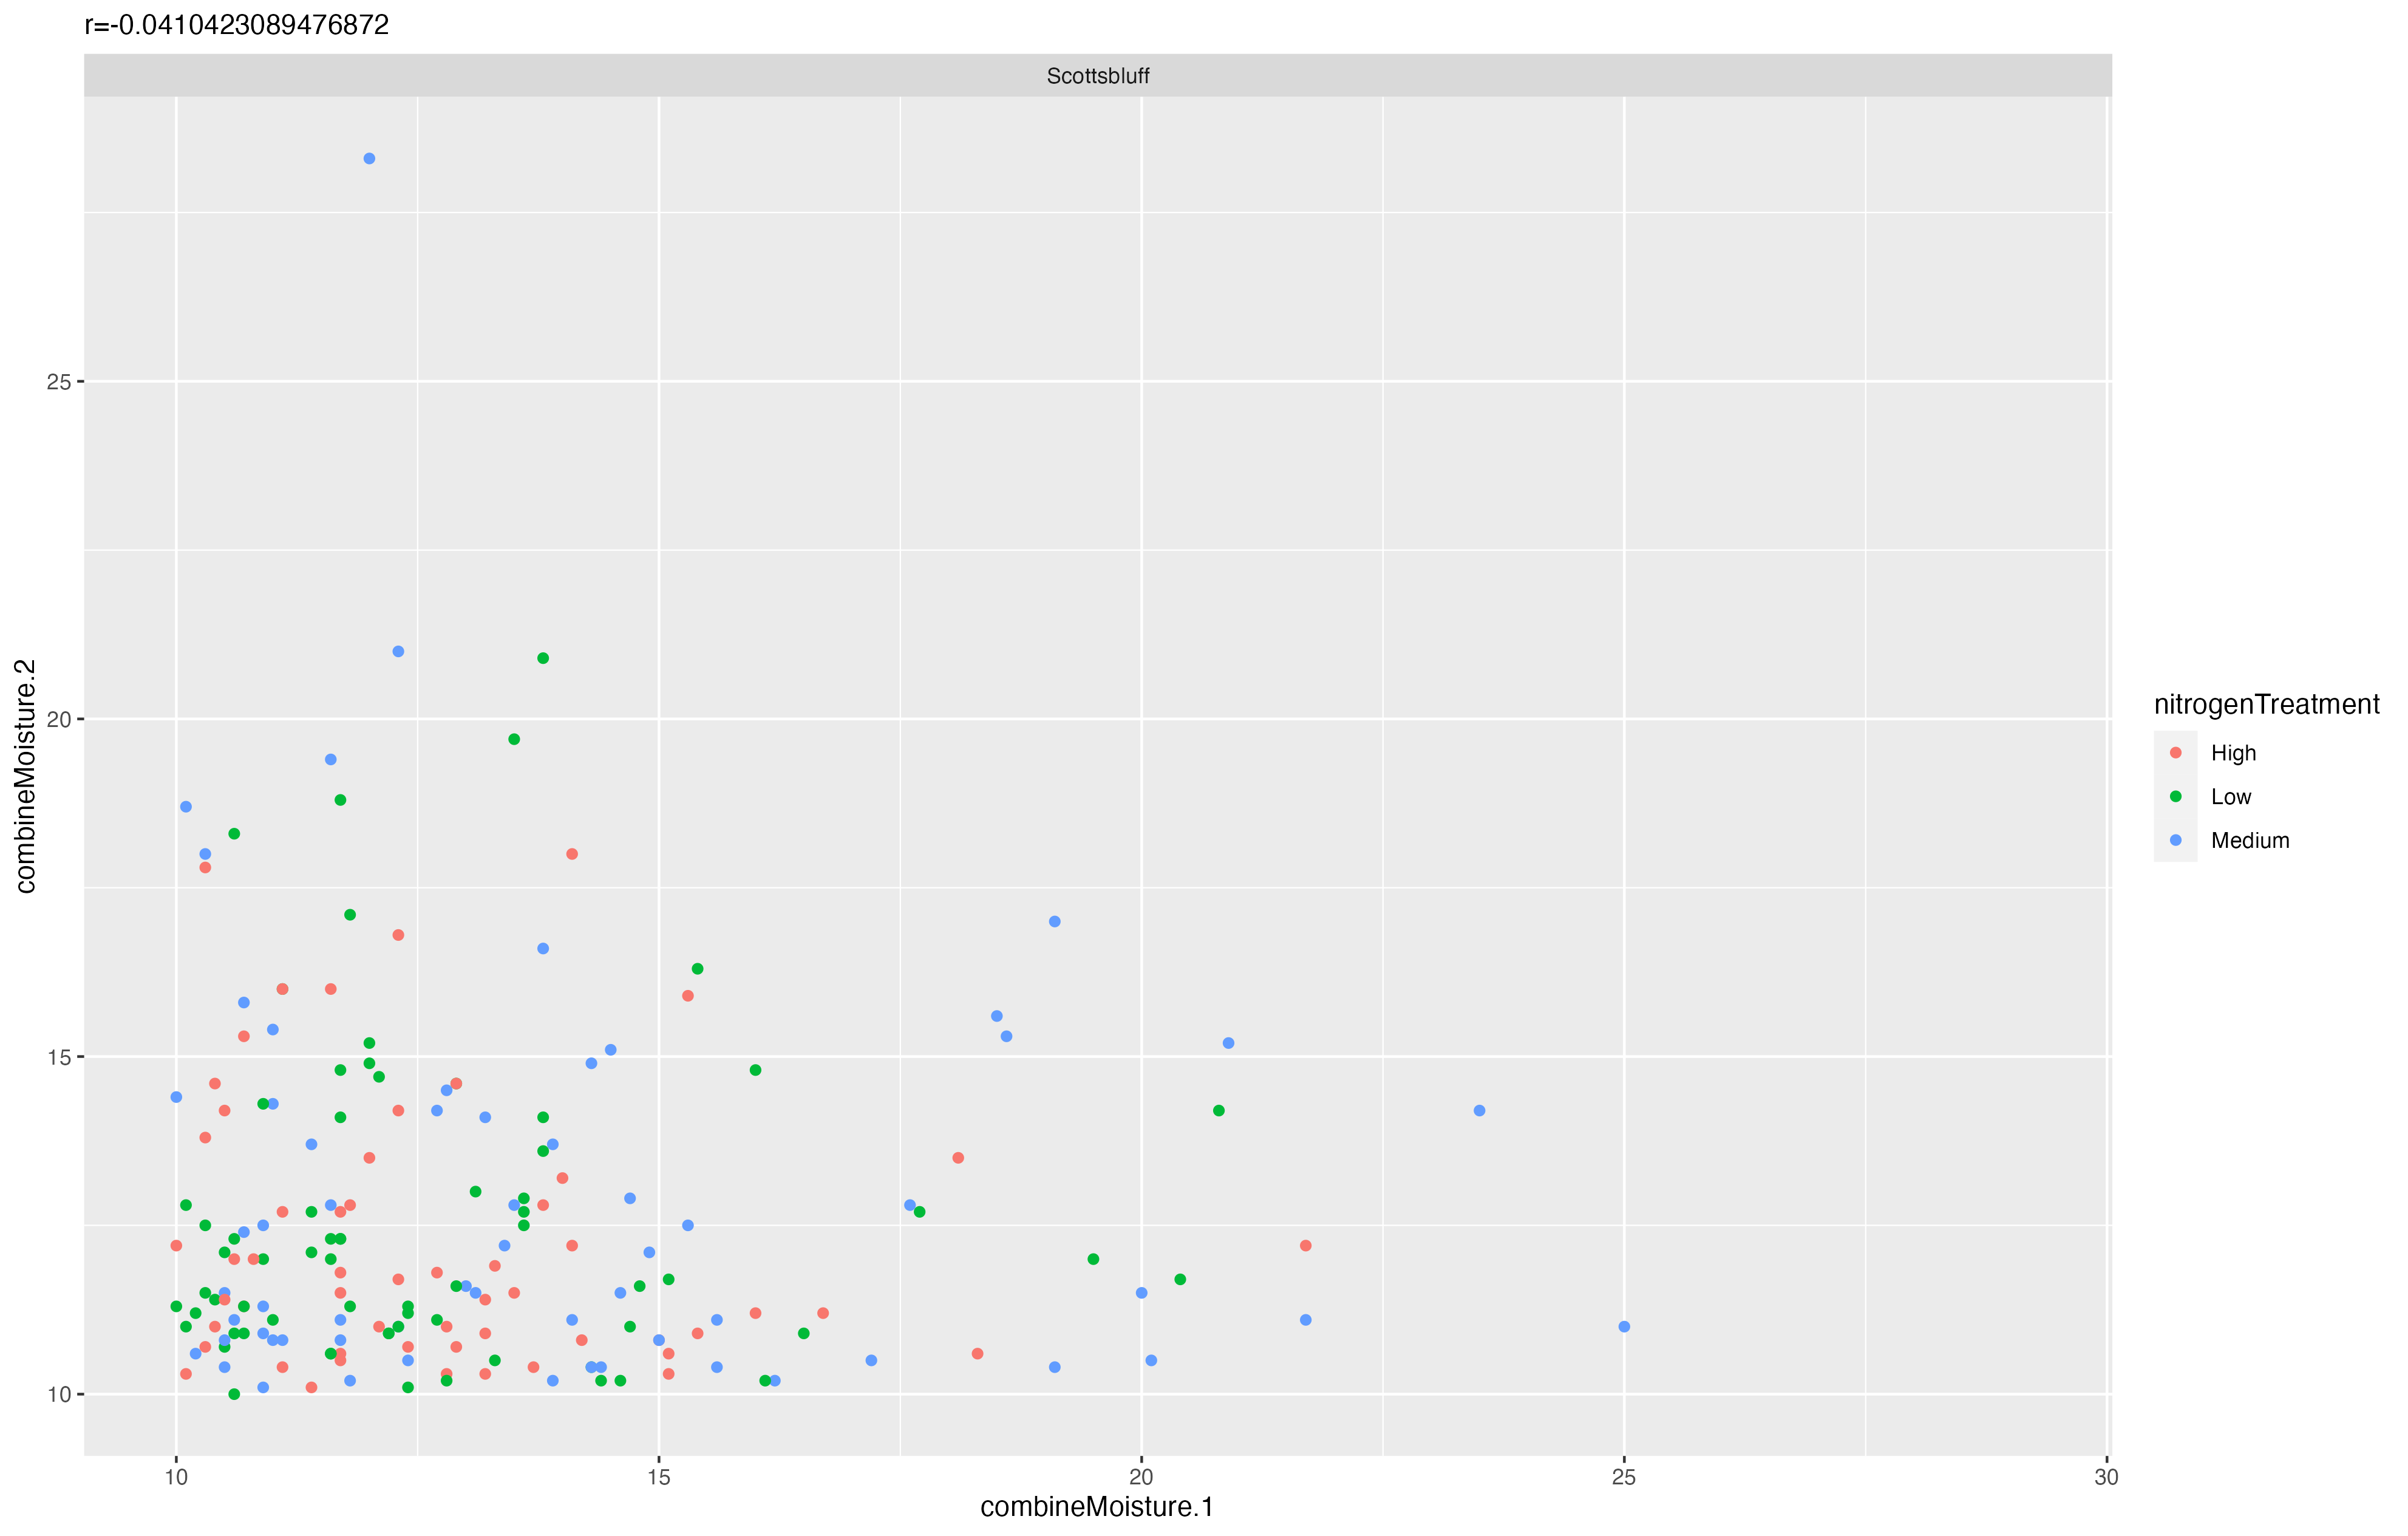 r=-0.0410423089476872
Scottsbluff
25
20
15
10
combineMoisture.2
10 15 20 25 30
combineMoisture.1
nitrogenTreatment
High
Low
Medium